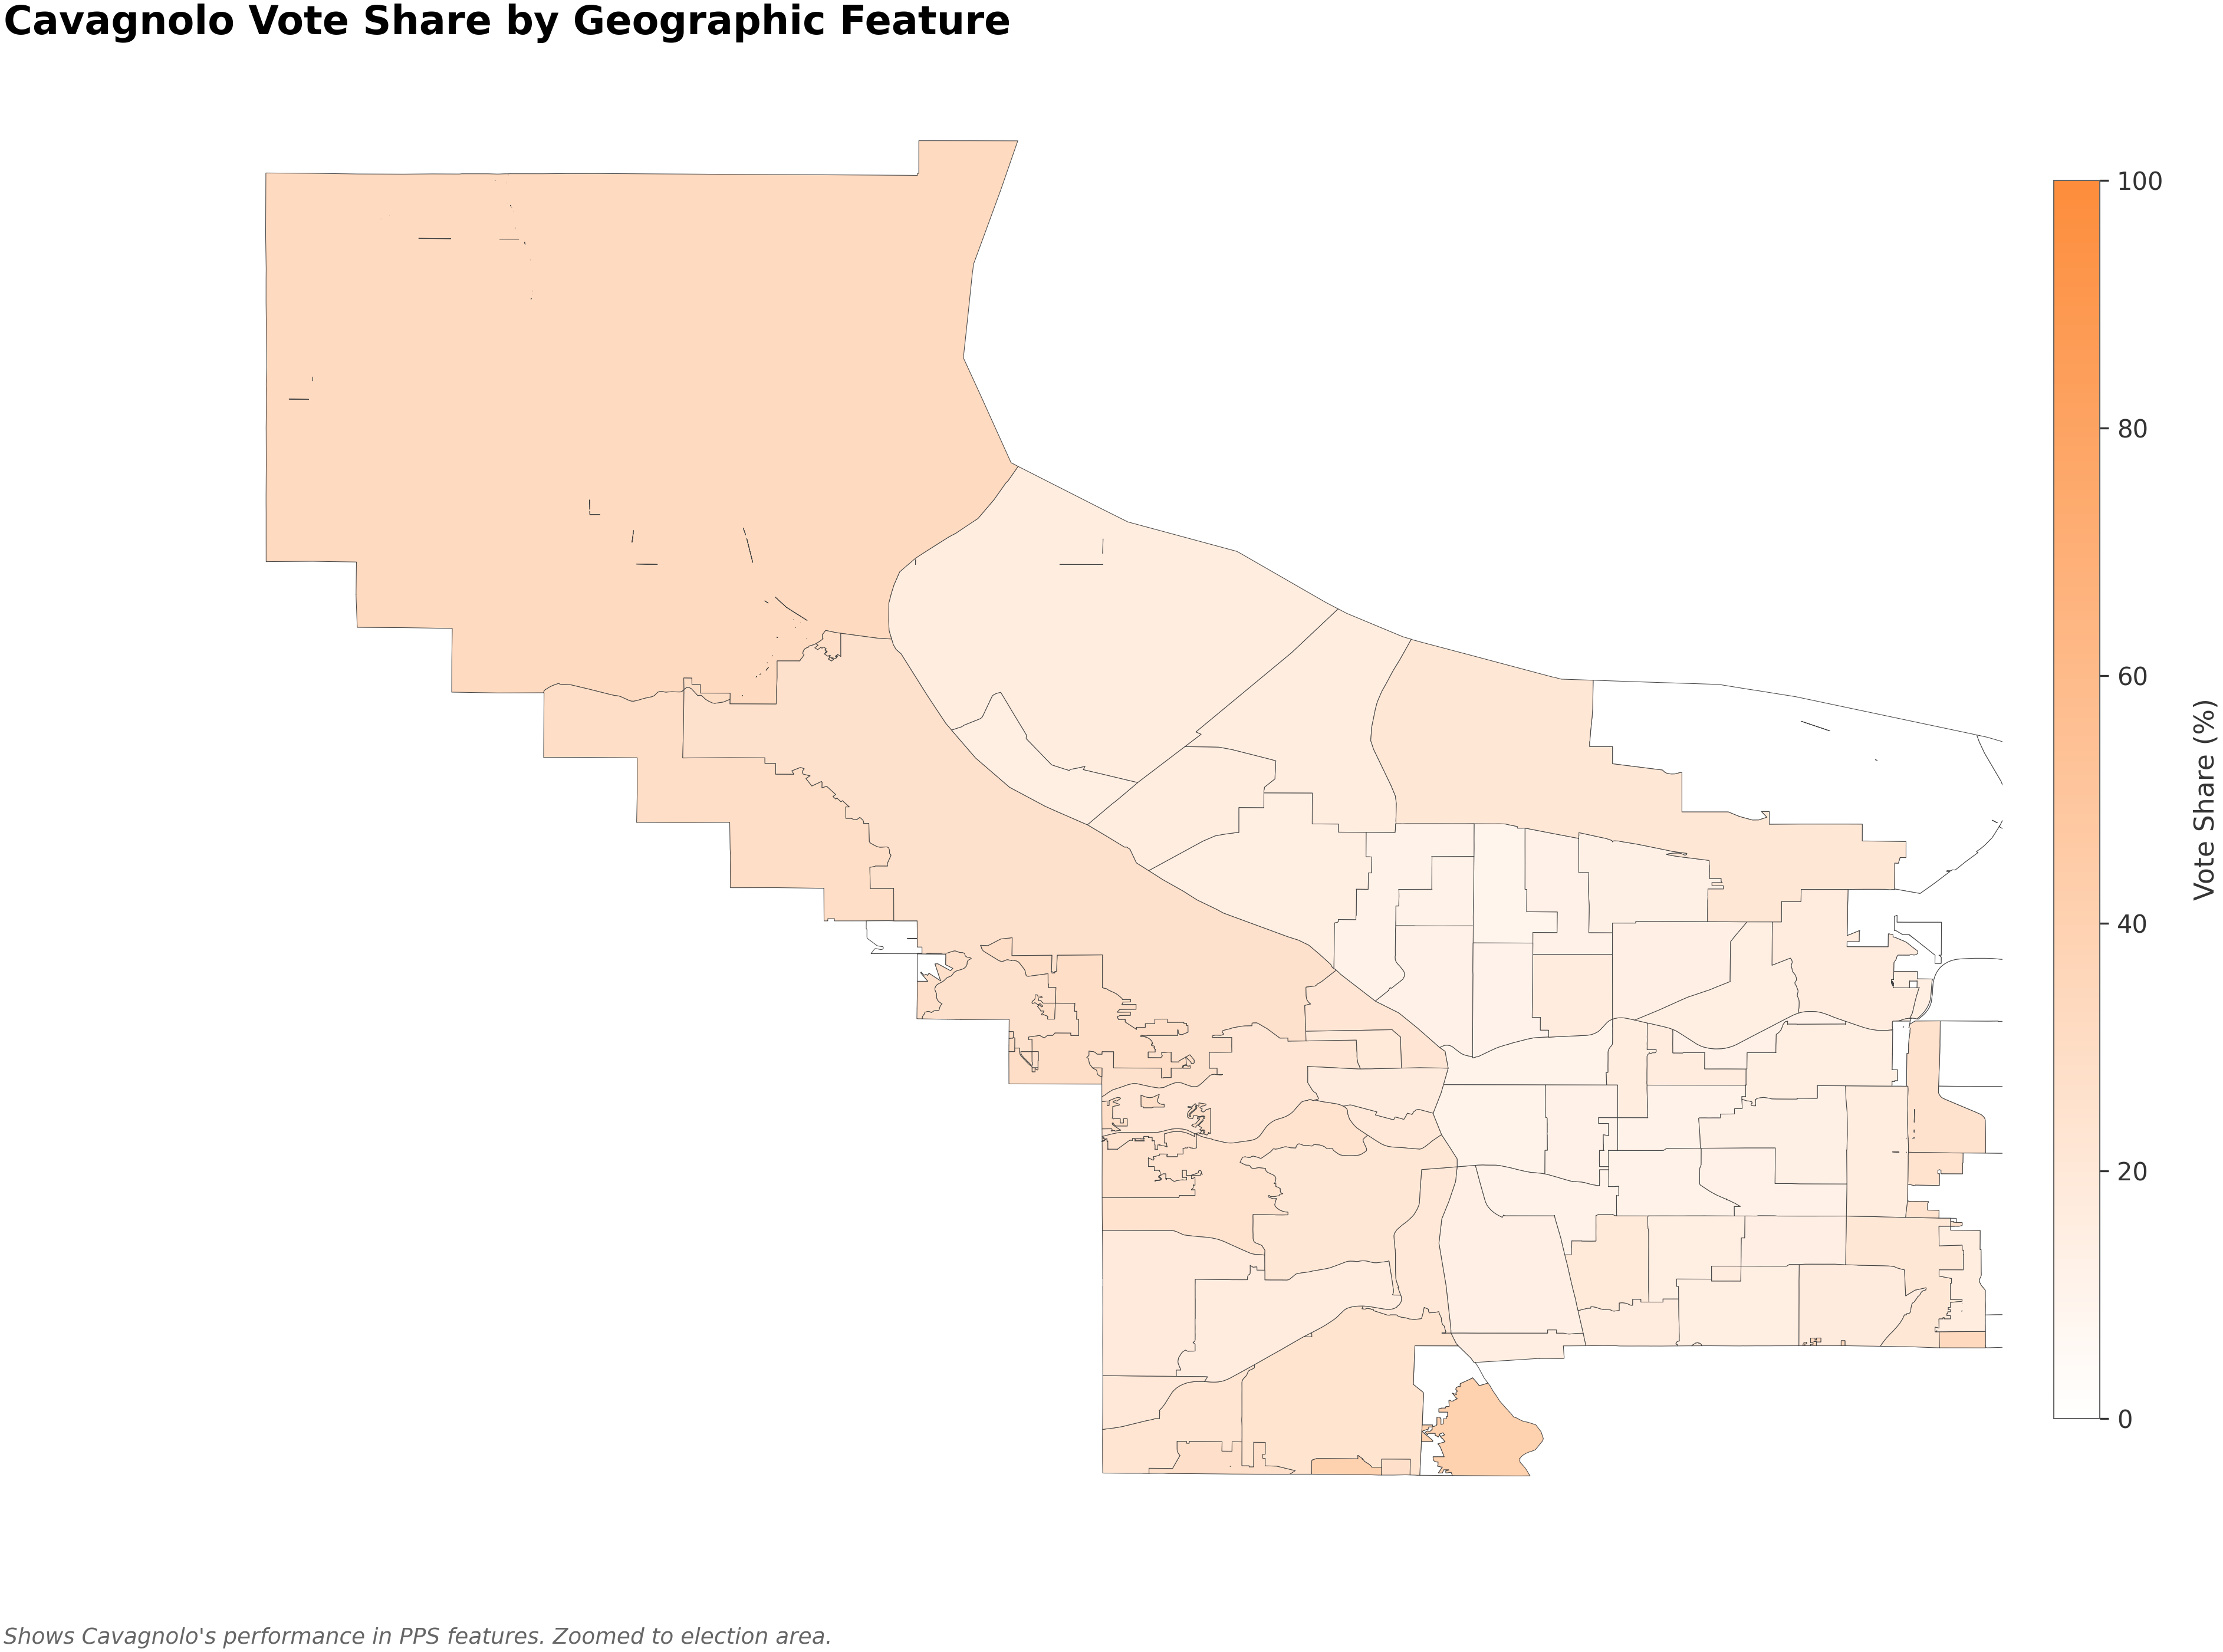 Cavagnolo Vote Share by Geographic Feature
100
80
60
40
20
0
Vote Share (%)
Shows Cavagnolo's performance in PPS features. Zoomed to election area.